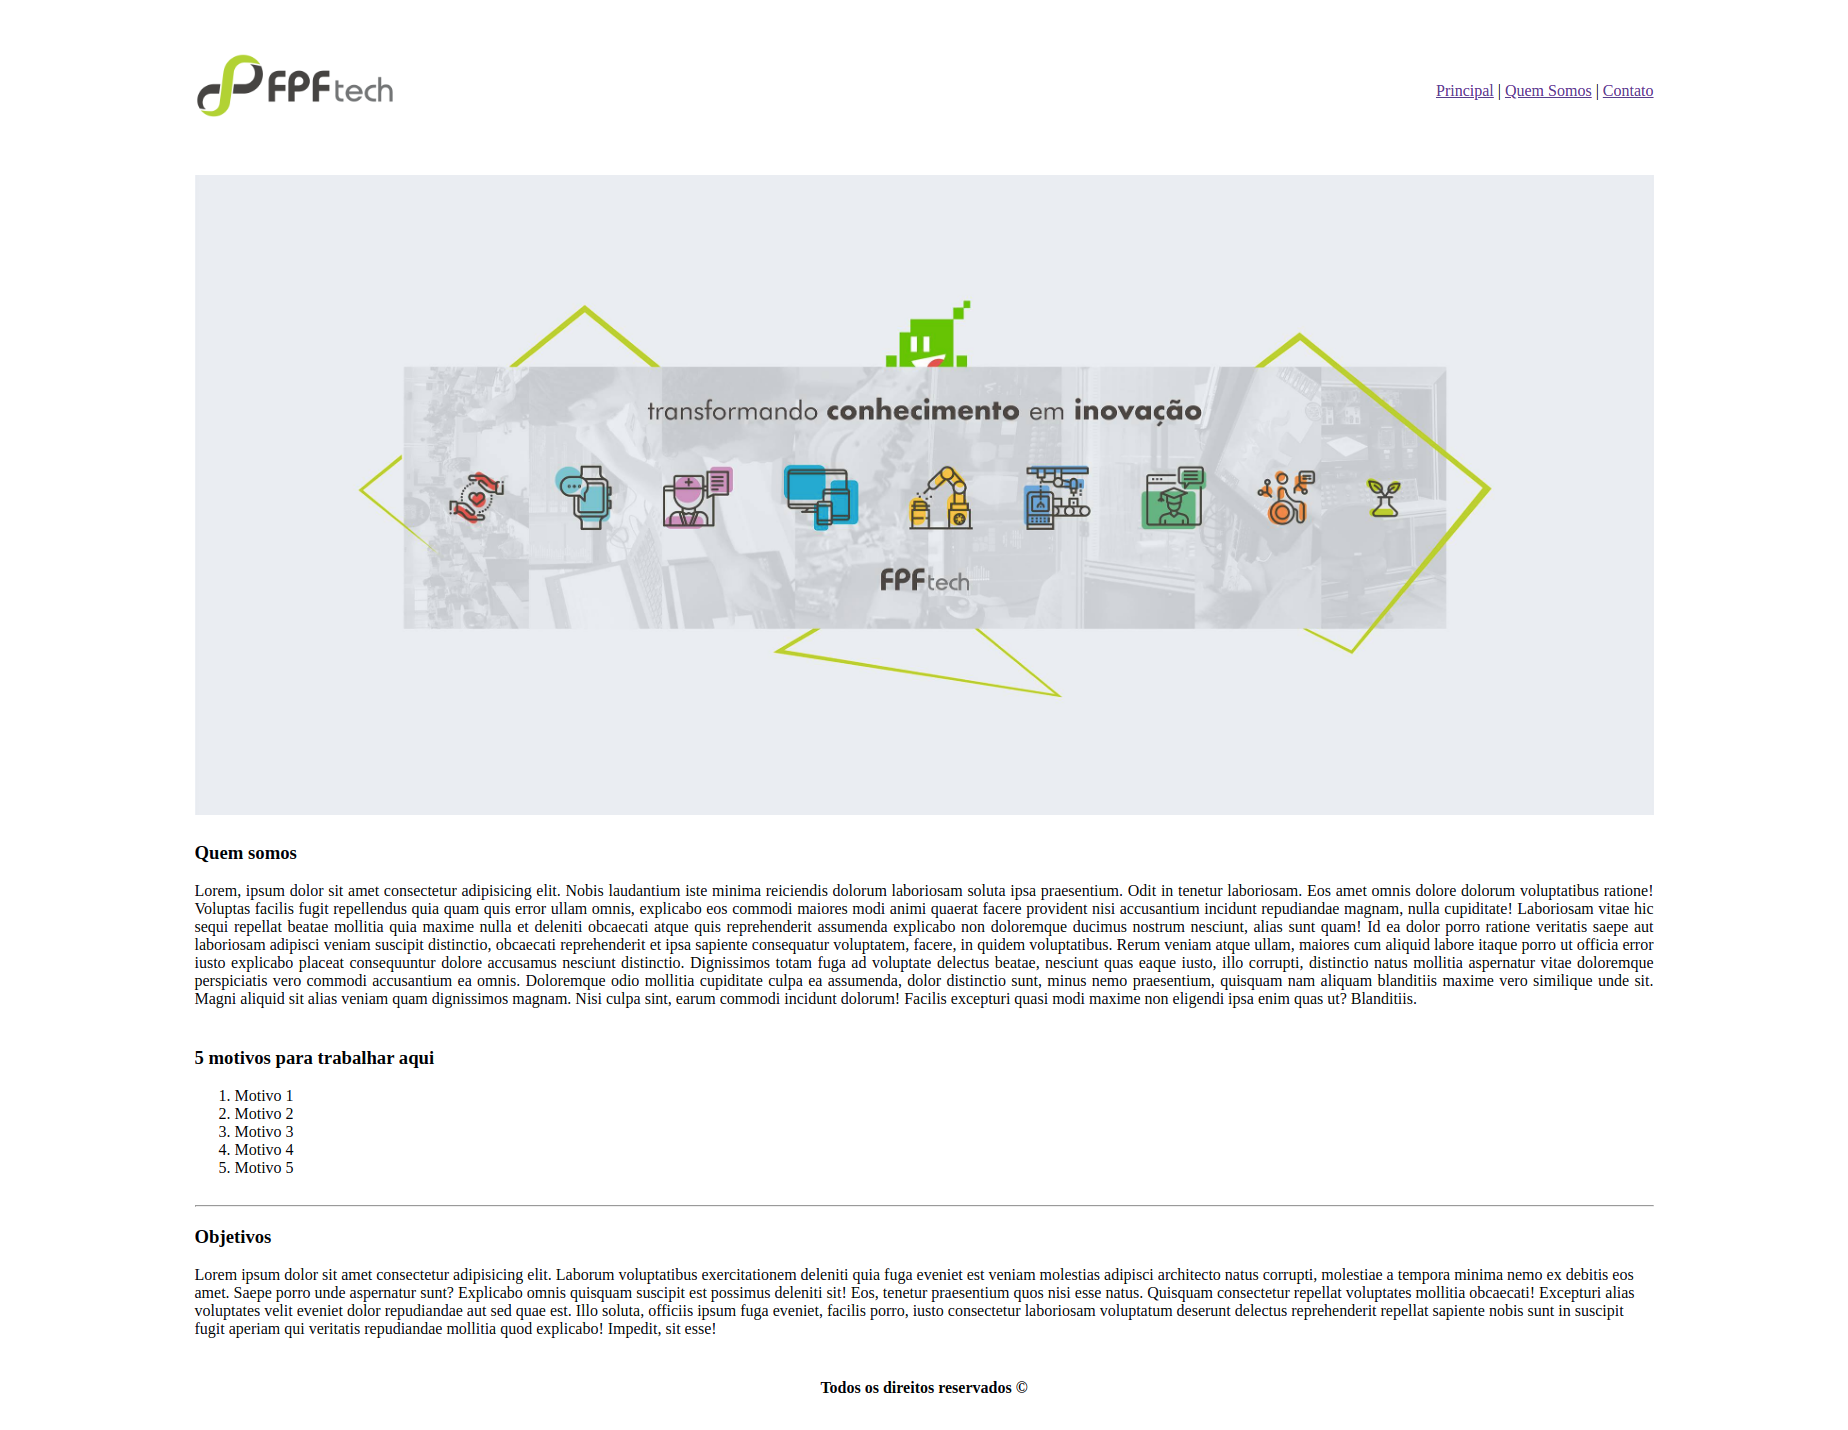 FPF tech
Principal | Quem Somos | Contato
transformando conhecimento em inovação
FPF tech
Quem somos
Lorem, ipsum dolor sit amet consectetur adipisicing elit. Nobis laudantium iste minima reiciendis dolorum laboriosam soluta ipsa praesentium. Odit in tenetur laboriosam. Eos amet omnis dolore dolorum voluptatibus ratione!
Voluptas facilis fugit repellendus quia quam quis error ullam omnis, explicabo eos commodi maiores modi animi quaerat facere provident nisi accusantium incidunt repudiandae magnam, nulla cupiditate! Laboriosam vitae hic
sequi repellat beatae mollitia quia maxime nulla et deleniti obcaecati atque quis reprehenderit assumenda explicabo non doloremque ducimus nostrum nesciunt, alias sunt quam! Id ea dolor porro ratione veritatis saepe aut
laboriosam adipisci veniam suscipit distinctio, obcaecati reprehenderit et ipsa sapiente consequatur voluptatem, facere, in quidem voluptatibus. Rerum veniam atque ullam, maiores cum aliquid labore itaque porro ut officia error
iusto explicabo placeat consequuntur dolore accusamus nesciunt distinctio. Dignissimos totam fuga ad voluptate delectus beatae, nesciunt quas eaque iusto, illo corrupti, distinctio natus mollitia aspernatur vitae doloremque
perspiciatis vero commodi accusantium ea omnis. Doloremque odio mollitia cupiditate culpa ea assumenda, dolor distinctio sunt, minus nemo praesentium, quisquam nam aliquam blanditiis maxime vero similique unde sit.
Magni aliquid sit alias veniam quam dignissimos magnam. Nisi culpa sint, earum commodi incidunt dolorum! Facilis excepturi quasi modi maxime non eligendi ipsa enim quas ut? Blanditiis.
5 motivos para trabalhar aqui
1. Motivo 1
2. Motivo 2
3. Motivo 3
4. Motivo 4
5. Motivo 5
Objetivos
Lorem ipsum dolor sit amet consectetur adipisicing elit. Laborum voluptatibus exercitationem deleniti quia fuga eveniet est veniam molestias adipisci architecto natus corrupti, molestiae a tempora minima nemo ex debitis eos
amet. Saepe porro unde aspernatur sunt? Explicabo omnis quisquam suscipit est possimus deleniti sit! Eos, tenetur praesentium quos nisi esse natus. Quisquam consectetur repellat voluptates mollitia obcaecati! Excepturi alias
voluptates velit eveniet dolor repudiandae aut sed quae est. Illo soluta, officiis ipsum fuga eveniet, facilis porro, iusto consectetur laboriosam voluptatum deserunt delectus reprehenderit repellat sapiente nobis sunt in suscipit
fugit aperiam qui veritatis repudiandae mollitia quod explicabo! Impedit, sit esse!
Todos os direitos reservados ©